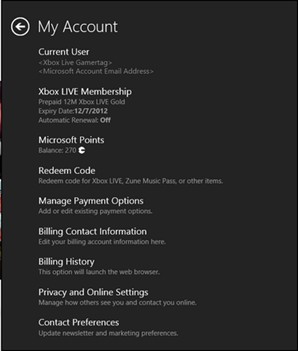 My Account
Current User
<Xbox Live Gamertag>
<Microsoft Account Email Address>
Xbox LIVE Membership
Prepaid 12M Xbox LIVE Gold
Expiry Date:12/7/2012
Automatic Renewal: Off
Microsoft Points
Balance: 270
Redeem Code
Redeem code for Xbox LIVE, Zune Music Pass, or other items.
Manage Payment Options
Add or edit existing payment options.
Billing Contact Information
Edit your billing account information here.
Billing History
This option will launch the web browser.
Privacy and Online Settings
Manage how others see you and contact you online.
Contact Preferences
Update newsletter and marketing preferences.